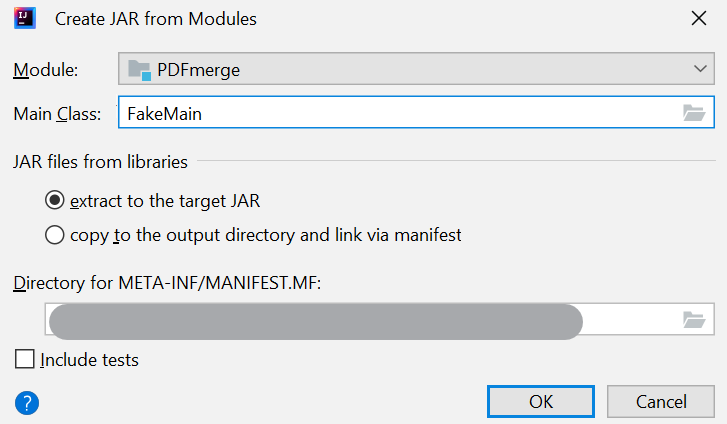 IJ
Create JAR from Modules
Module: PDFmerge
Main Class: FakeMain
JAR files from libraries
extract to the target JAR
copy to the output directory and link via manifest
Directory for META-INF/MANIFEST.MF:
Include tests
? OK Cancel